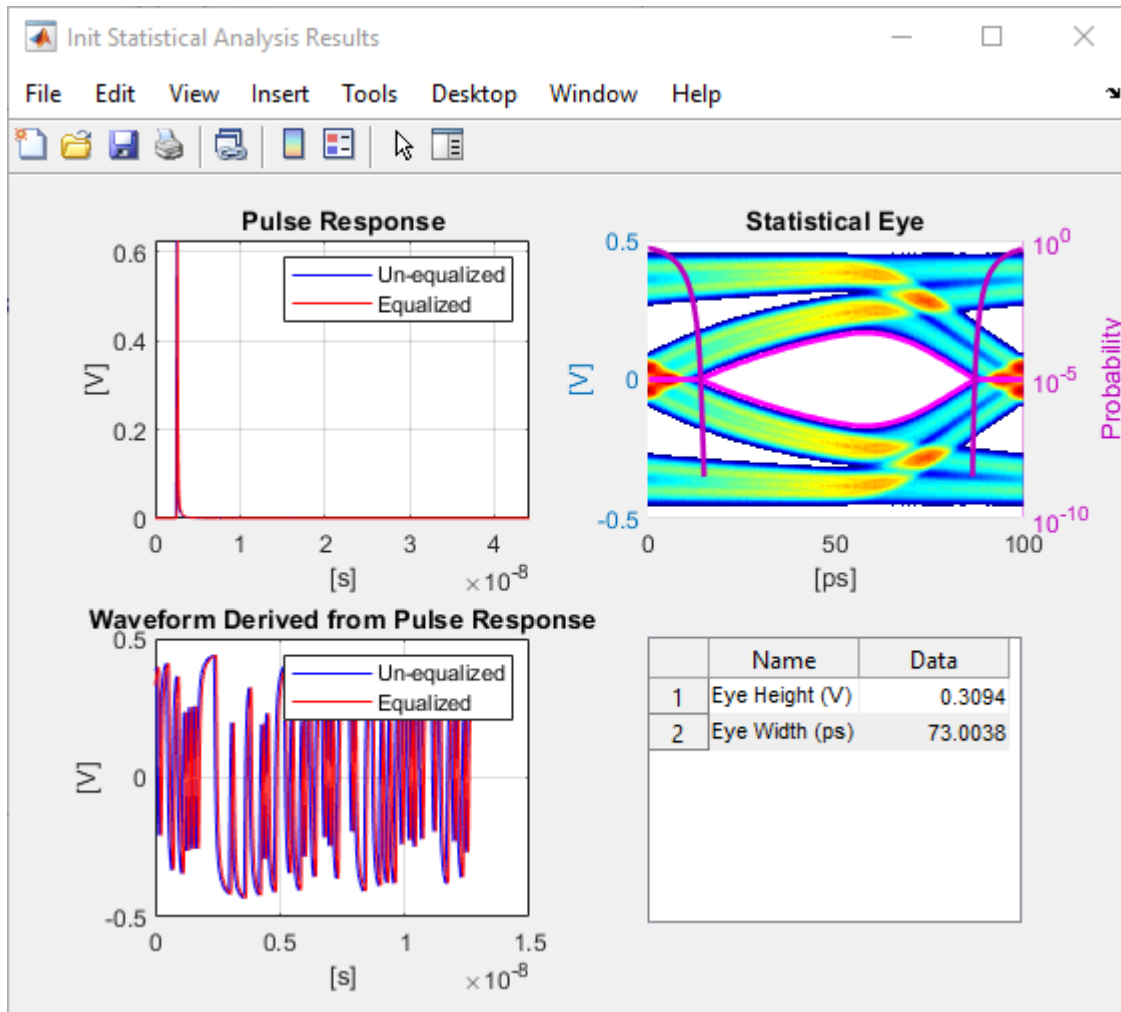 Init Statistical Analysis Results
File Edit View Insert Tools Desktop Window Help
Pulse Response
0.6
0.4
0.2
0
[V]
Un-equalized
Equalized
0 1 2 3 4
[s]
×10^-8
Statistical Eye
0.5
0
-0.5
[V]
10^0
10^-5
10^-10
Probability
0 50 100
[ps]
Waveform Derived from Pulse Response
0.5
0
-0.5
[V]
Un-equalized
Equalized
0 0.5 1 1.5
[s]
×10^-8
Name Data
1 Eye Height (V) 0.3094
2 Eye Width (ps) 73.0038